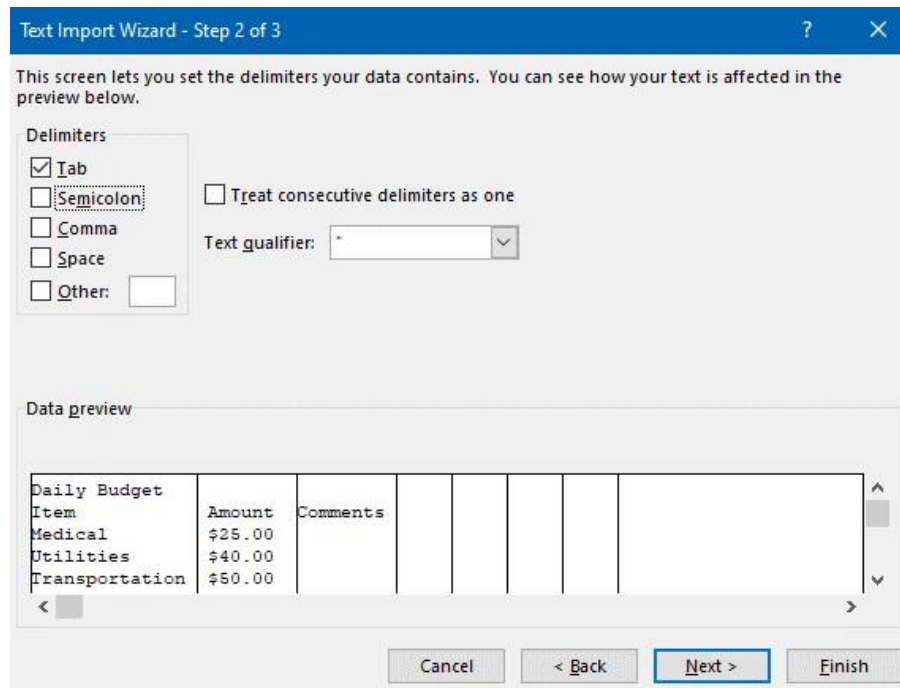 Text Import Wizard - Step 2 of 3 ?
This screen lets you set the delimiters your data contains. You can see how your text is affected in the
preview below.
Delimiters
Tab
Semicolon
Comma
Space
Other:
Treat consecutive delimiters as one
Text qualifier: "
Data preview
Daily Budget
Item Amount Comments
Medical $25.00
Utilities $40.00
Transportation $50.00
Cancel < Back Next > Finish